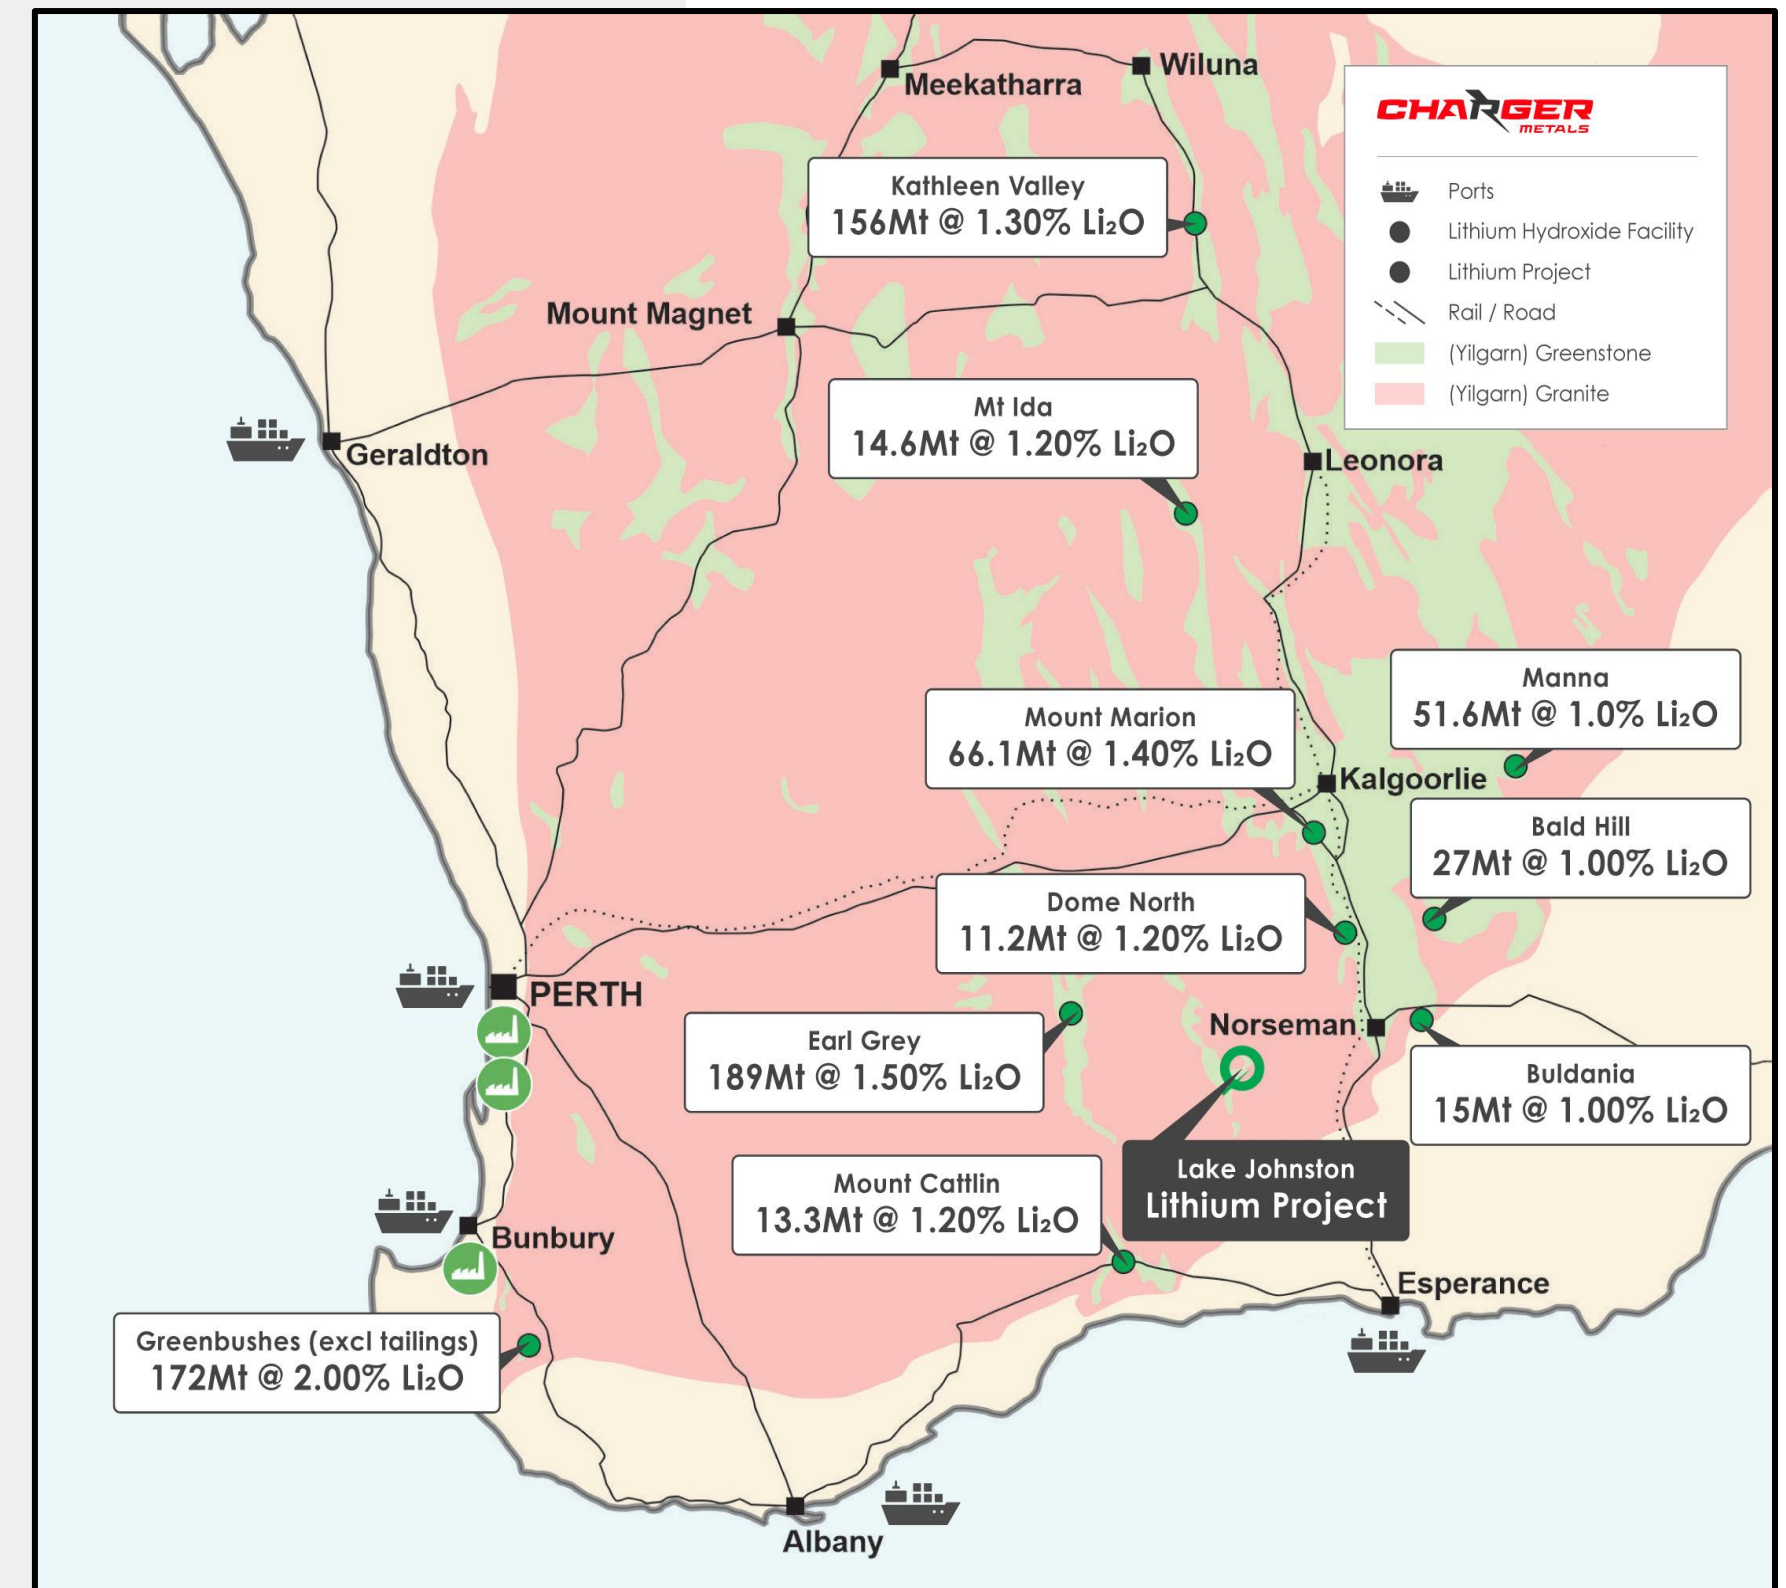 Meekatharra
Wiluna
CHARGER
METALS
Ports
Lithium Hydroxide Facility
Lithium Project
Rail / Road
(Yilgarn) Greenstone
(Yilgarn) Granite
Kathleen Valley
156Mt @ 1.30% Li₂O
Mount Magnet
Mt Ida
14.6Mt @ 1.20% Li₂O
Geraldton
Leonora
Manna
51.6Mt @ 1.0% Li₂O
Mount Marion
66.1Mt @ 1.40% Li₂O
Kalgoorlie
Bald Hill
27Mt @ 1.00% Li₂O
Dome North
11.2Mt @ 1.20% Li₂O
PERTH
Earl Grey
189Mt @ 1.50% Li₂O
Norseman
Buldania
15Mt @ 1.00% Li₂O
Lake Johnston
Lithium Project
Mount Cattlin
13.3Mt @ 1.20% Li₂O
Bunbury
Esperance
Greenbushes (excl tailings)
172Mt @ 2.00% Li₂O
Albany